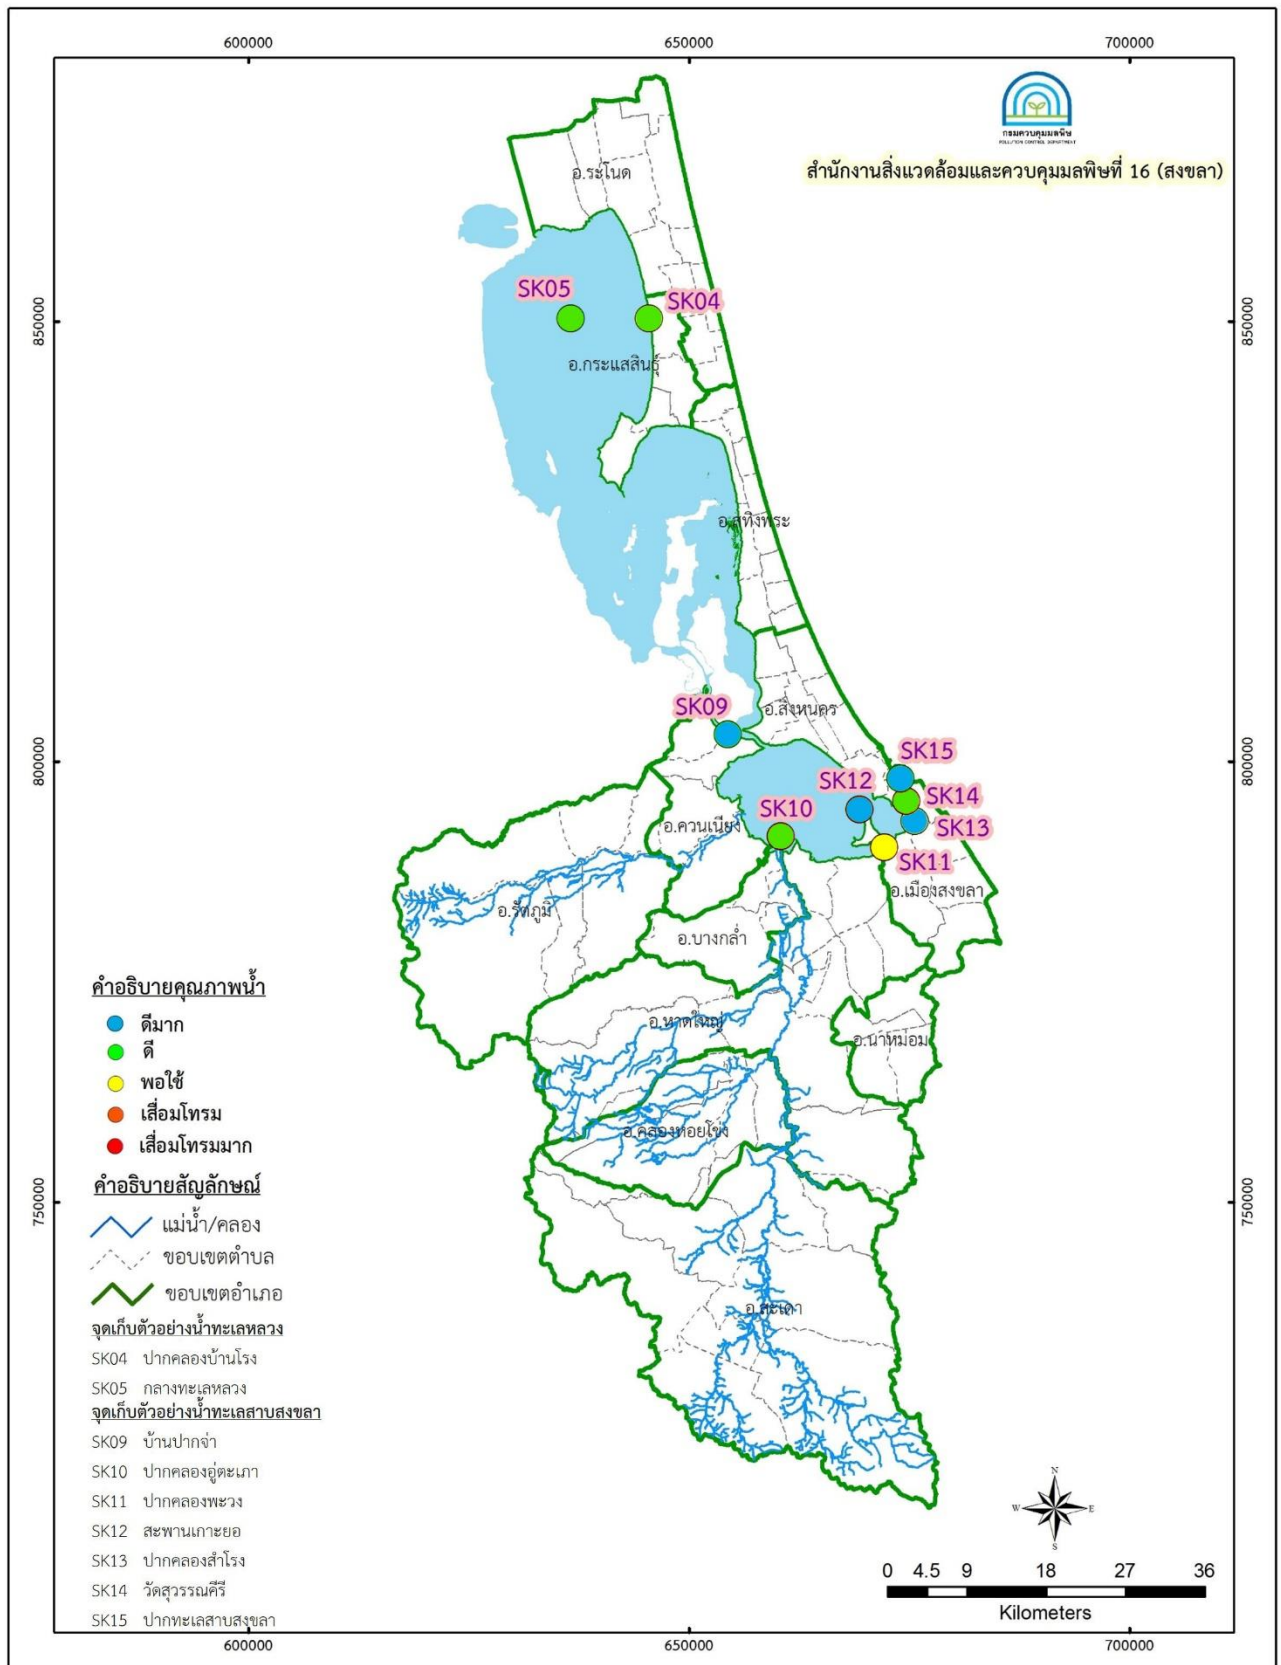 600000 650000 700000
กรมควบคุมมลพิษ
POLLUTION CONTROL DEPARTMENT
สำนักงานสิ่งแวดล้อมและควบคุมมลพิษที่ 16 (สงขลา)
อ.ระโนด
SK05
SK04
850000 850000
อ.กระแสสินธุ์
อ.สทิงพระ
SK09
อ.สิงหนคร
SK15
800000 800000
SK12
SK14
SK10
SK13
อ.ควนเนียง
SK11
อ.เมืองสงขลา
อ.รัตภูมิ
อ.บางกล่ำ
อ.หาดใหญ่
อ.นาหม่อม
อ.คลองหอยโข่ง
750000 750000
อ.สะเดา
คำอธิบายคุณภาพน้ำ
ดีมาก
ดี
พอใช้
เสื่อมโทรม
เสื่อมโทรมมาก
คำอธิบายสัญลักษณ์
แม่น้ำ/คลอง
ขอบเขตตำบล
ขอบเขตอำเภอ
จุดเก็บตัวอย่างน้ำทะเลหลวง
SK04 ปากคลองบ้านโรง
SK05 กลางทะเลหลวง
จุดเก็บตัวอย่างน้ำทะเลสาบสงขลา
SK09 บ้านปากจ่า
SK10 ปากคลองอู่ตะเภา
SK11 ปากคลองพะวง
SK12 สะพานเกาะยอ
SK13 ปากคลองสำโรง
SK14 วัดสุวรรณคีรี
SK15 ปากทะเลสาบสงขลา
N
W E
S
0 4.5 9 18 27 36
Kilometers
600000 650000 700000